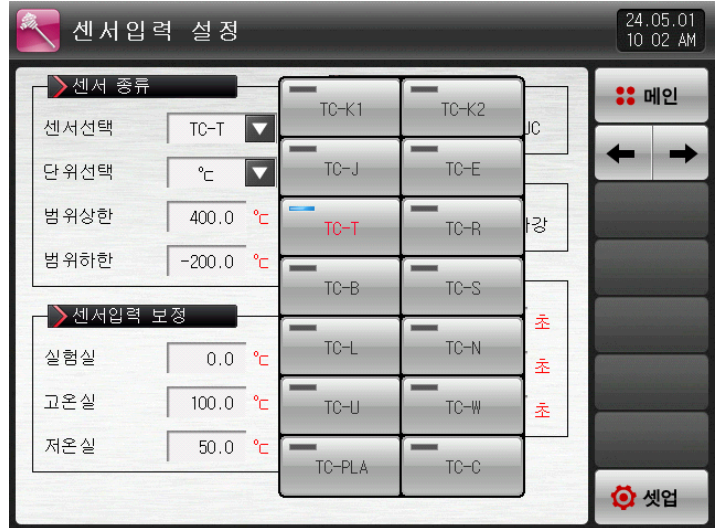 센서입력 설정
24.05.01
10 02 AM
센서 종류
센서선택 TC-T
단위선택 ℃
범위상한 400.0 ℃
범위하한 -200.0 ℃
센서입력 보정
실험실 0.0 ℃
고온실 100.0 ℃
저온실 50.0 ℃
TC-K1 TC-K2
TC-J TC-E
TC-T TC-R
TC-B TC-S
TC-L TC-N
TC-U TC-W
TC-PLA TC-C
초
초
초
메인
셋업